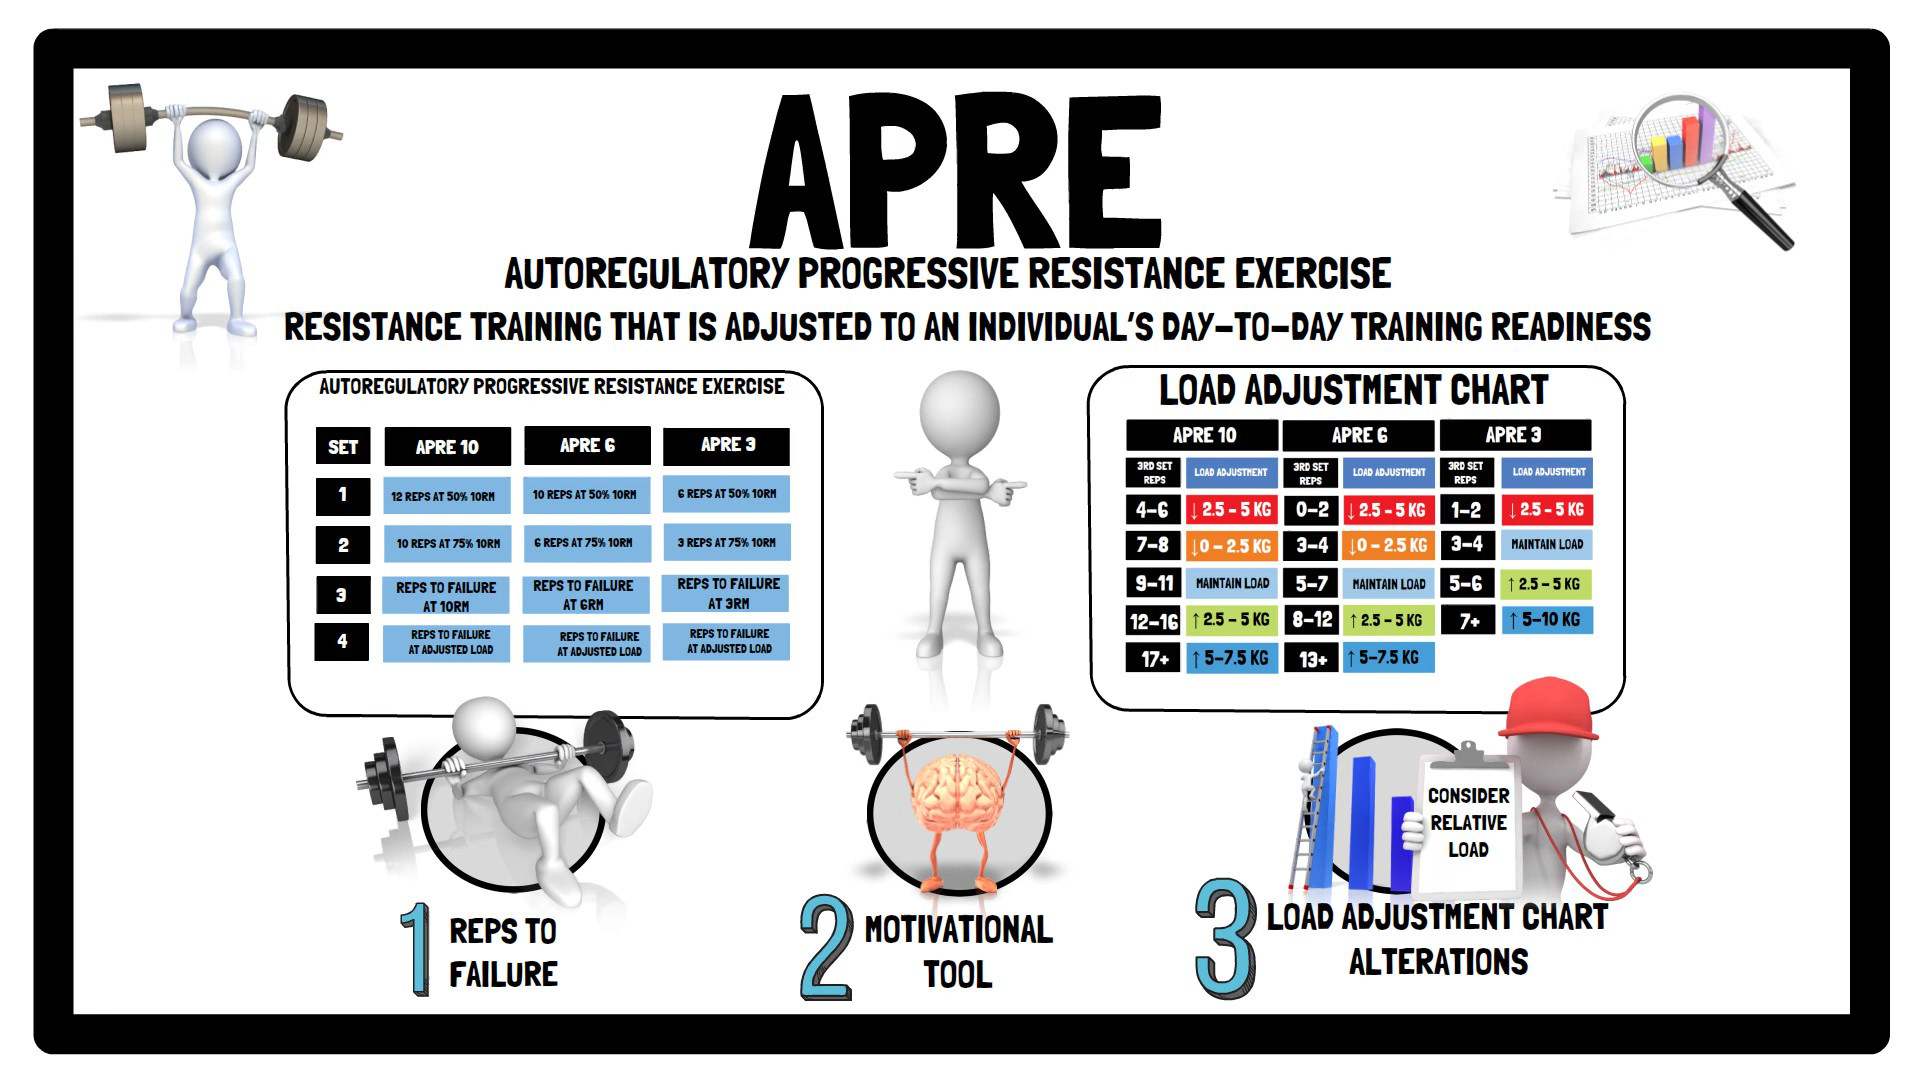 APRE
AUTOREGULATORY PROGRESSIVE RESISTANCE EXERCISE
RESISTANCE TRAINING THAT IS ADJUSTED TO AN INDIVIDUAL'S DAY-TO-DAY TRAINING READINESS
AUTOREGULATORY PROGRESSIVE RESISTANCE EXERCISE
SET APRE 10 APRE 6 APRE 3
1 12 REPS AT 50% 10RM 10 REPS AT 50% 10RM 6 REPS AT 50% 10RM
2 10 REPS AT 75% 10RM 6 REPS AT 75% 10RM 3 REPS AT 75% 10RM
3 REPS TO FAILURE AT 10RM REPS TO FAILURE AT 6RM REPS TO FAILURE AT 3RM
4 REPS TO FAILURE AT ADJUSTED LOAD REPS TO FAILURE AT ADJUSTED LOAD REPS TO FAILURE AT ADJUSTED LOAD
LOAD ADJUSTMENT CHART
APRE 10 APRE 6 APRE 3
3RD SET REPS LOAD ADJUSTMENT 3RD SET REPS LOAD ADJUSTMENT 3RD SET REPS LOAD ADJUSTMENT
4-6 ↓ 2.5 - 5 KG 0-2 ↓ 2.5 - 5 KG 1-2 ↓ 2.5 - 5 KG
7-8 ↓0 - 2.5 KG 3-4 ↓0 - 2.5 KG 3-4 MAINTAIN LOAD
9-11 MAINTAIN LOAD 5-7 MAINTAIN LOAD 5-6 ↑ 2.5 - 5 KG
12-16 ↑ 2.5 - 5 KG 8-12 ↑ 2.5 - 5 KG 7+ ↑ 5-10 KG
17+ ↑ 5-7.5 KG 13+ ↑ 5-7.5 KG
CONSIDER
RELATIVE
LOAD
1 REPS TO
FAILURE
2 MOTIVATIONAL
TOOL
3 LOAD ADJUSTMENT CHART
ALTERATIONS